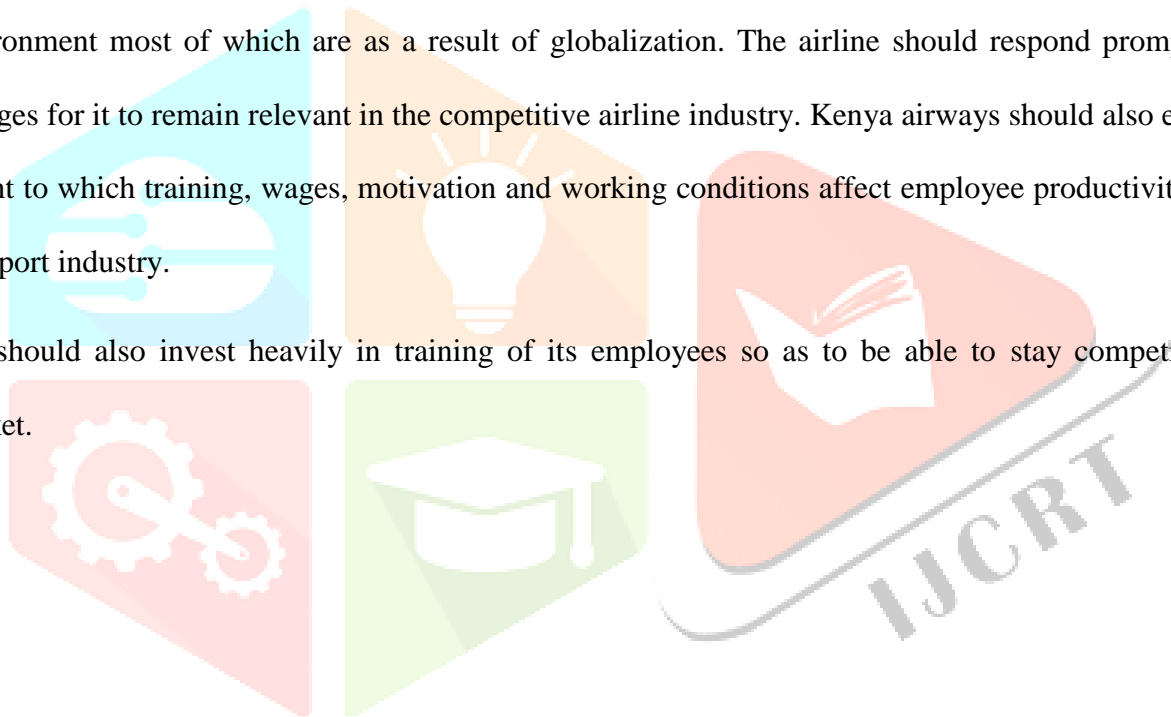 ronment most of which are as a result of globalization. The airline should respond prom
ges for it to remain relevant in the competitive airline industry. Kenya airways should also e
nt to which training, wages, motivation and working conditions affect employee productivit
port industry.
should also invest heavily in training of its employees so as to be able to stay compet
ket.
IJCRT